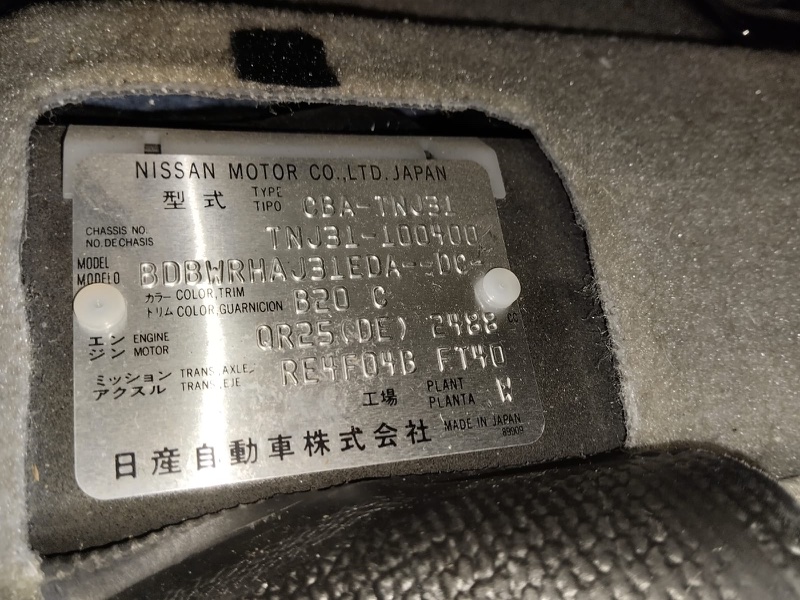 NISSAN MOTOR CO.,LTD.JAPAN
型式 TYPE TIPO CBA-TNJ31
CHASSIS NO. NO.DECHASIS TNJ31-100400
MODEL MODELO BDBWRHAJ31EDA--DC-
カラー COLOR,TRIM トリム COLOR,GUARNICION B20 C
エンジン ENGINE MOTOR QR25(DE) 2488 CC
ミッション アクスル TRANS,AXLE TRANS,EJE RE4F04B FT40
工場 PLANT PLANTA W
日産自動車株式会社 MADE IN JAPAN
89909